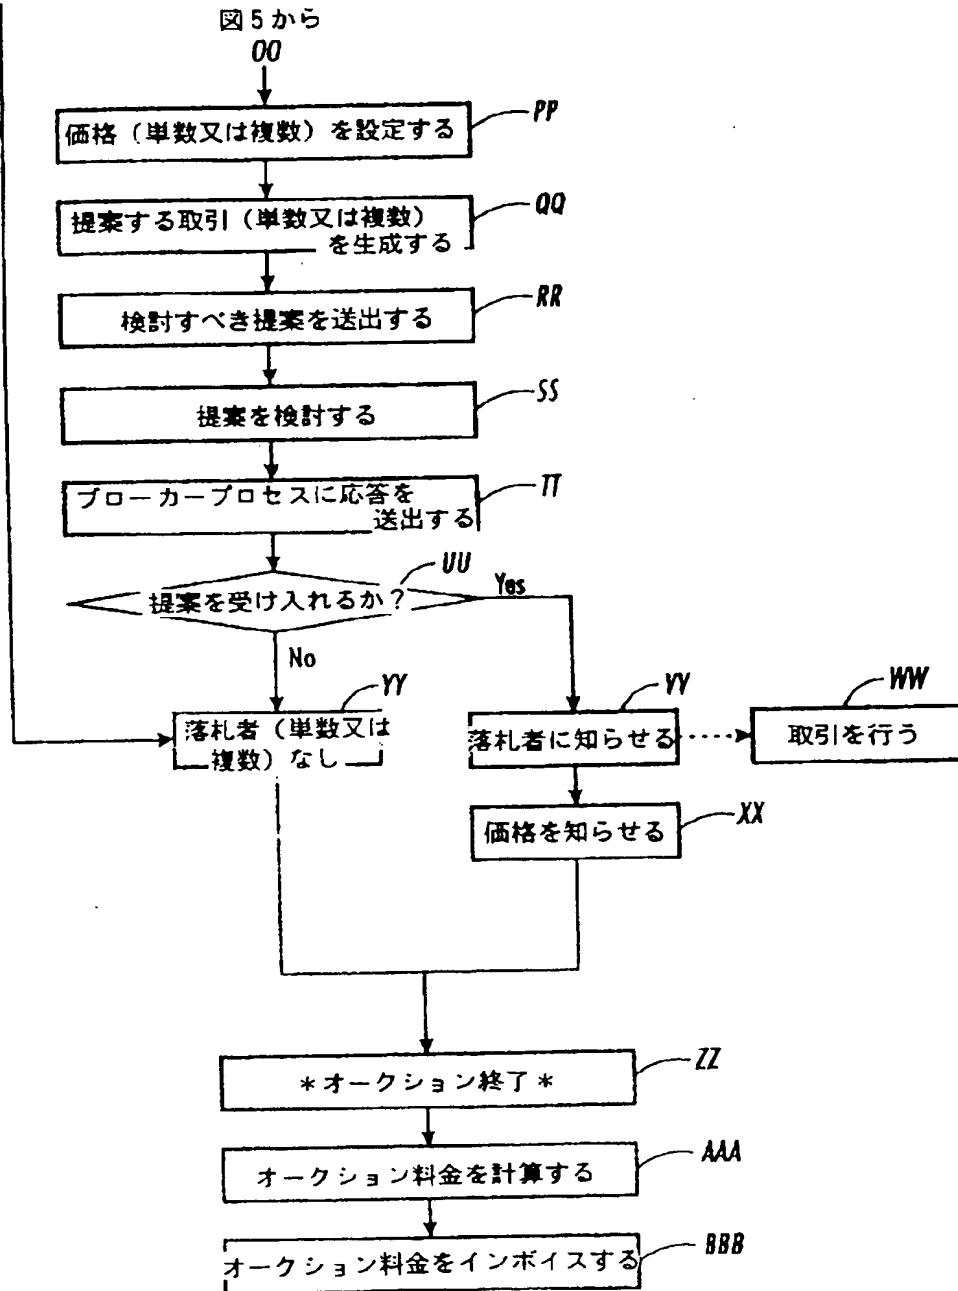 図5から
OO
価格（単数又は複数）を設定する
PP
提案する取引（単数又は複数）
を生成する
QQ
検討すべき提案を送出する
RR
提案を検討する
SS
ブローカープロセスに応答を
送出する
TT
提案を受け入れるか？
UU
Yes
No
落札者（単数又は
複数）なし
YY
落札者に知らせる
VV
取引を行う
WW
価格を知らせる
XX
＊オークション終了＊
ZZ
オークション料金を計算する
AAA
オークション料金をインボイスする
BBB